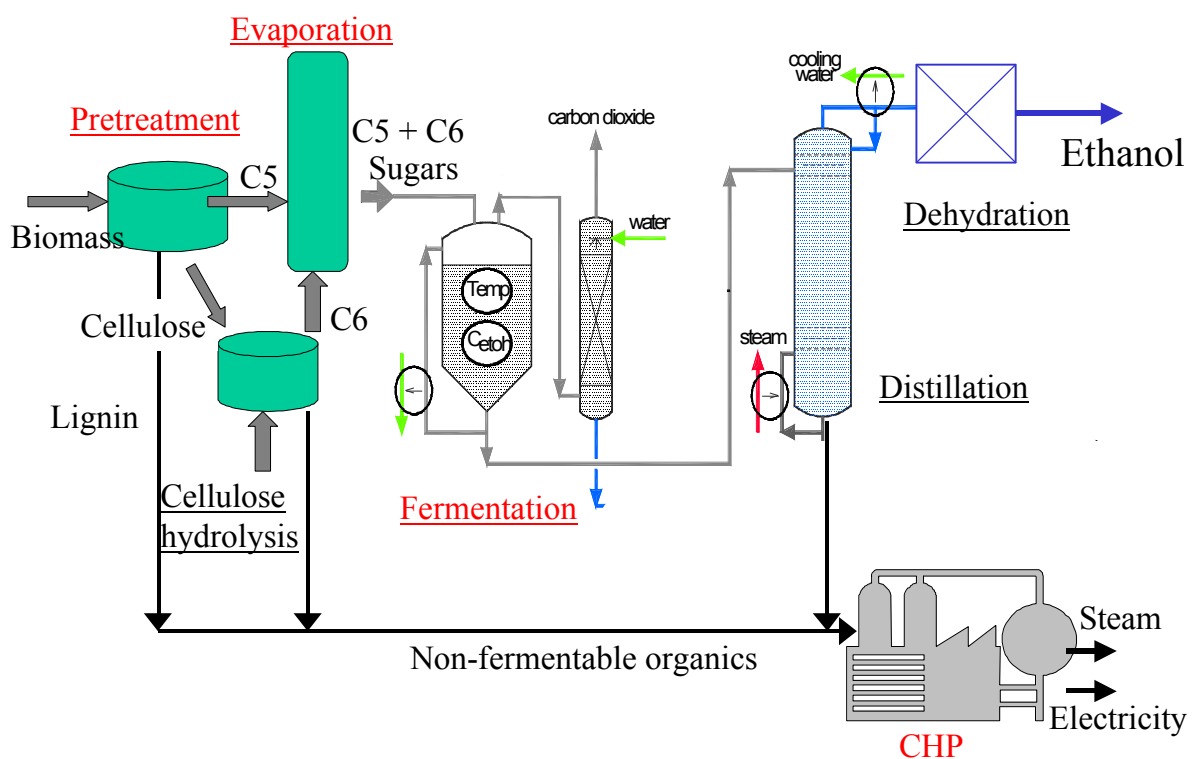 Evaporation
cooling
water
Pretreatment
carbon dioxide
C5 + C6
Sugars
Ethanol
C5
Biomass
water
Dehydration
Temp
Cellulose
C6
Cetoh
steam
Distillation
Lignin
Cellulose
hydrolysis
Fermentation
Steam
Non-fermentable organics
Electricity
CHP